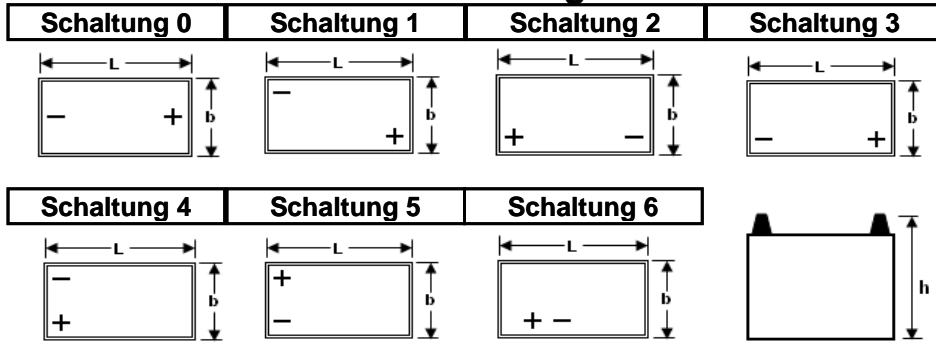 Schaltung 0 Schaltung 1 Schaltung 2 Schaltung 3
L L L L
− + b − + b + − b − + b
Schaltung 4 Schaltung 5 Schaltung 6
L L L
− + b + − b + − b h